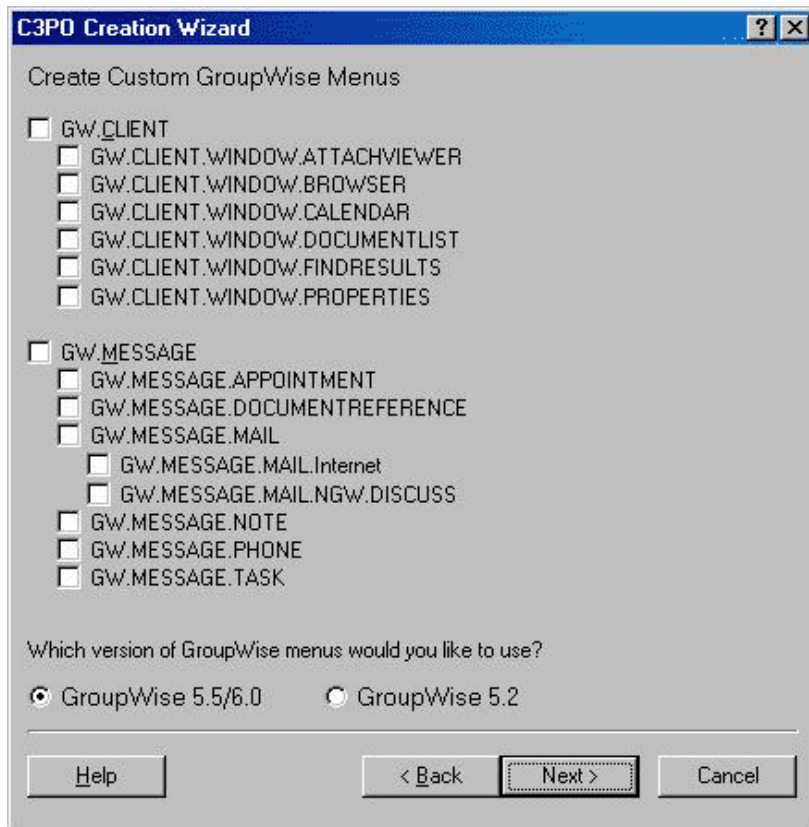 C3PO Creation Wizard
Create Custom GroupWise Menus
GW.CLIENT
GW.CLIENT.WINDOW.ATTACHVIEWER
GW.CLIENT.WINDOW.BROWSER
GW.CLIENT.WINDOW.CALENDAR
GW.CLIENT.WINDOW.DOCUMENTLIST
GW.CLIENT.WINDOW.FINDRESULTS
GW.CLIENT.WINDOW.PROPERTIES
GW.MESSAGE
GW.MESSAGE.APPOINTMENT
GW.MESSAGE.DOCUMENTREFERENCE
GW.MESSAGE.MAIL
GW.MESSAGE.MAIL.Internet
GW.MESSAGE.MAIL.NGW.DISCUSS
GW.MESSAGE.NOTE
GW.MESSAGE.PHONE
GW.MESSAGE.TASK
Which version of GroupWise menus would you like to use?
GroupWise 5.5/6.0 GroupWise 5.2
Help < Back Next > Cancel